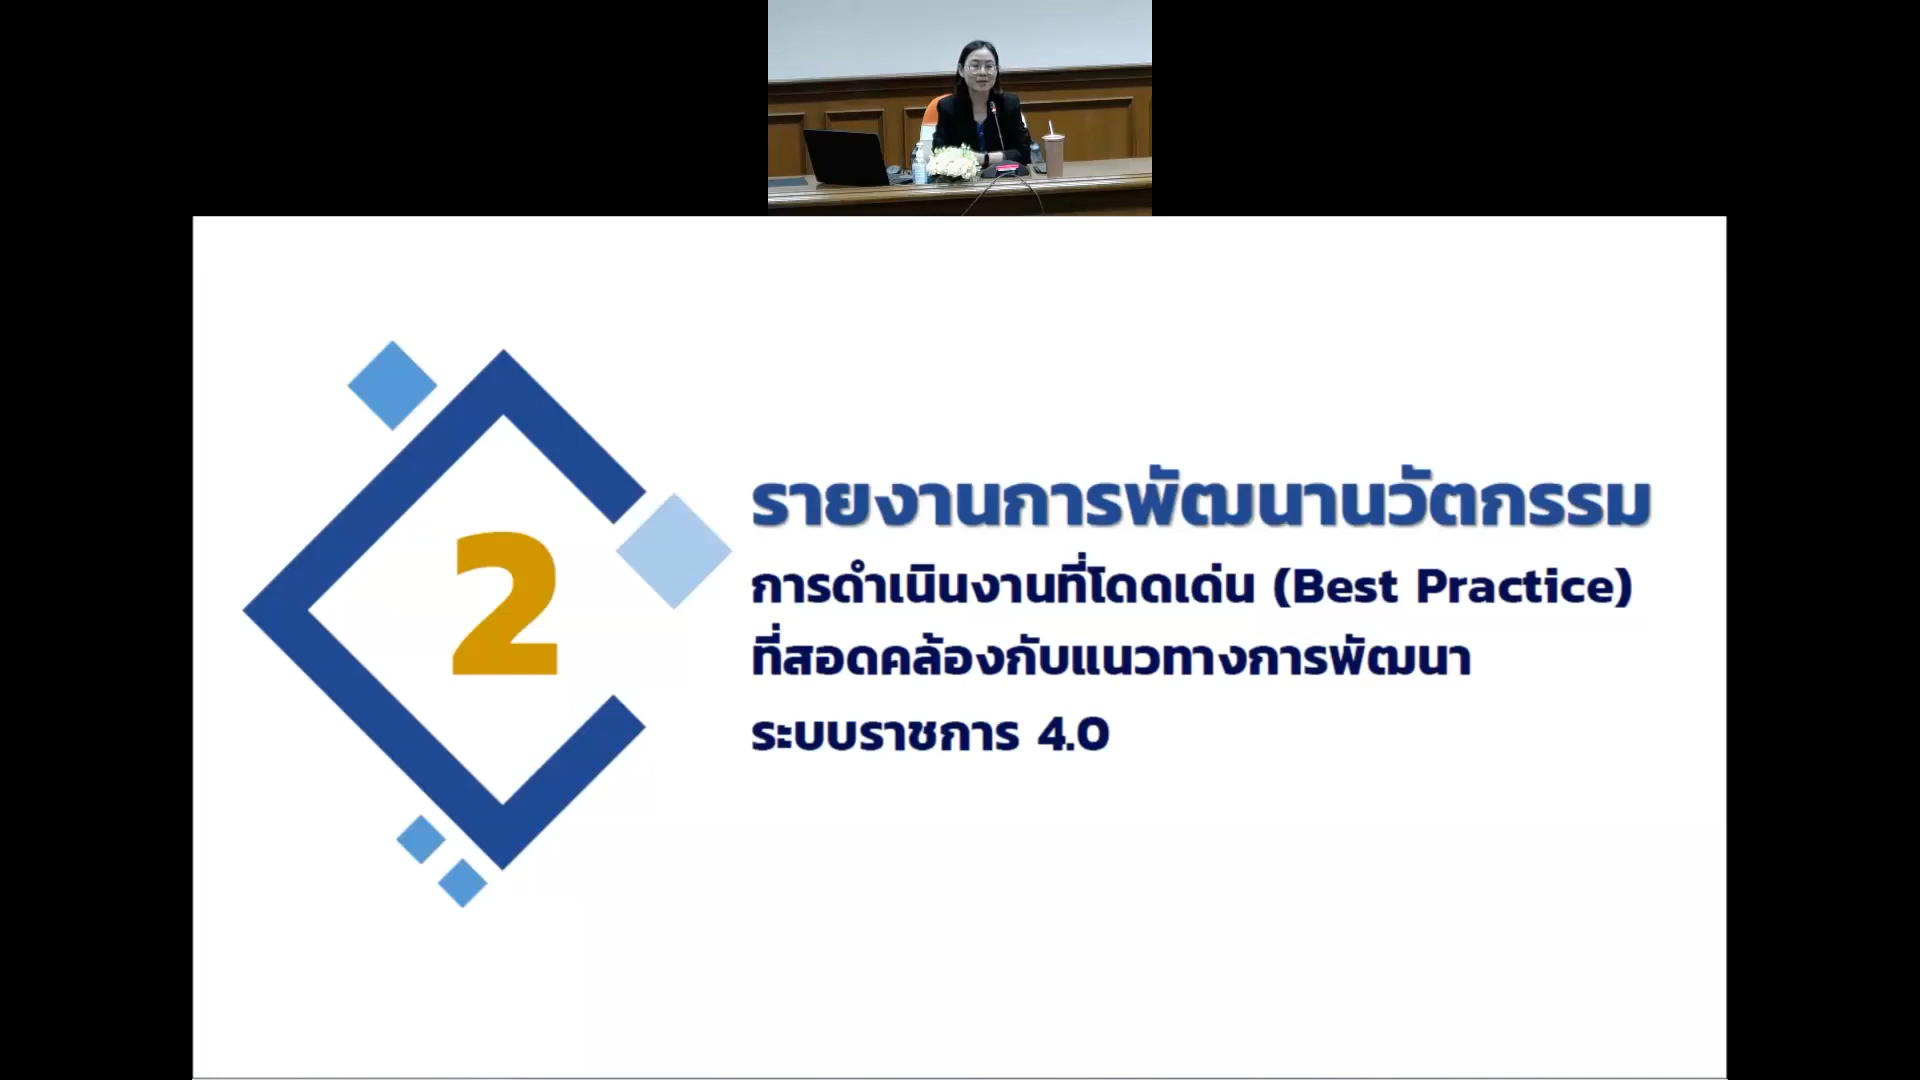 2
รายงานการพัฒนานวัตกรรม
การดำเนินงานที่โดดเด่น (Best Practice)
ที่สอดคล้องกับแนวทางการพัฒนา
ระบบราชการ 4.0